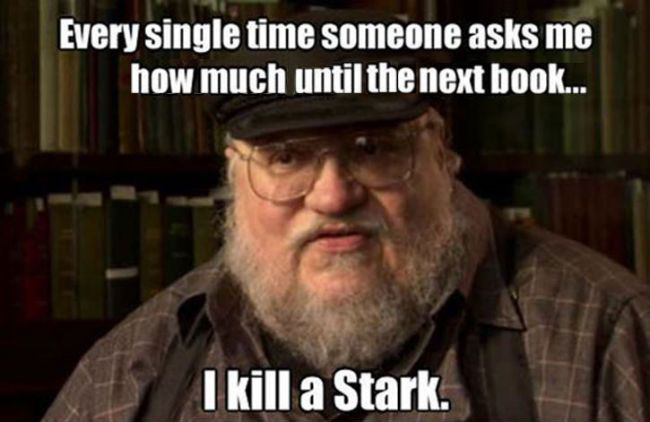 Every single time someone asks me
how much until the next book...
I kill a Stark.